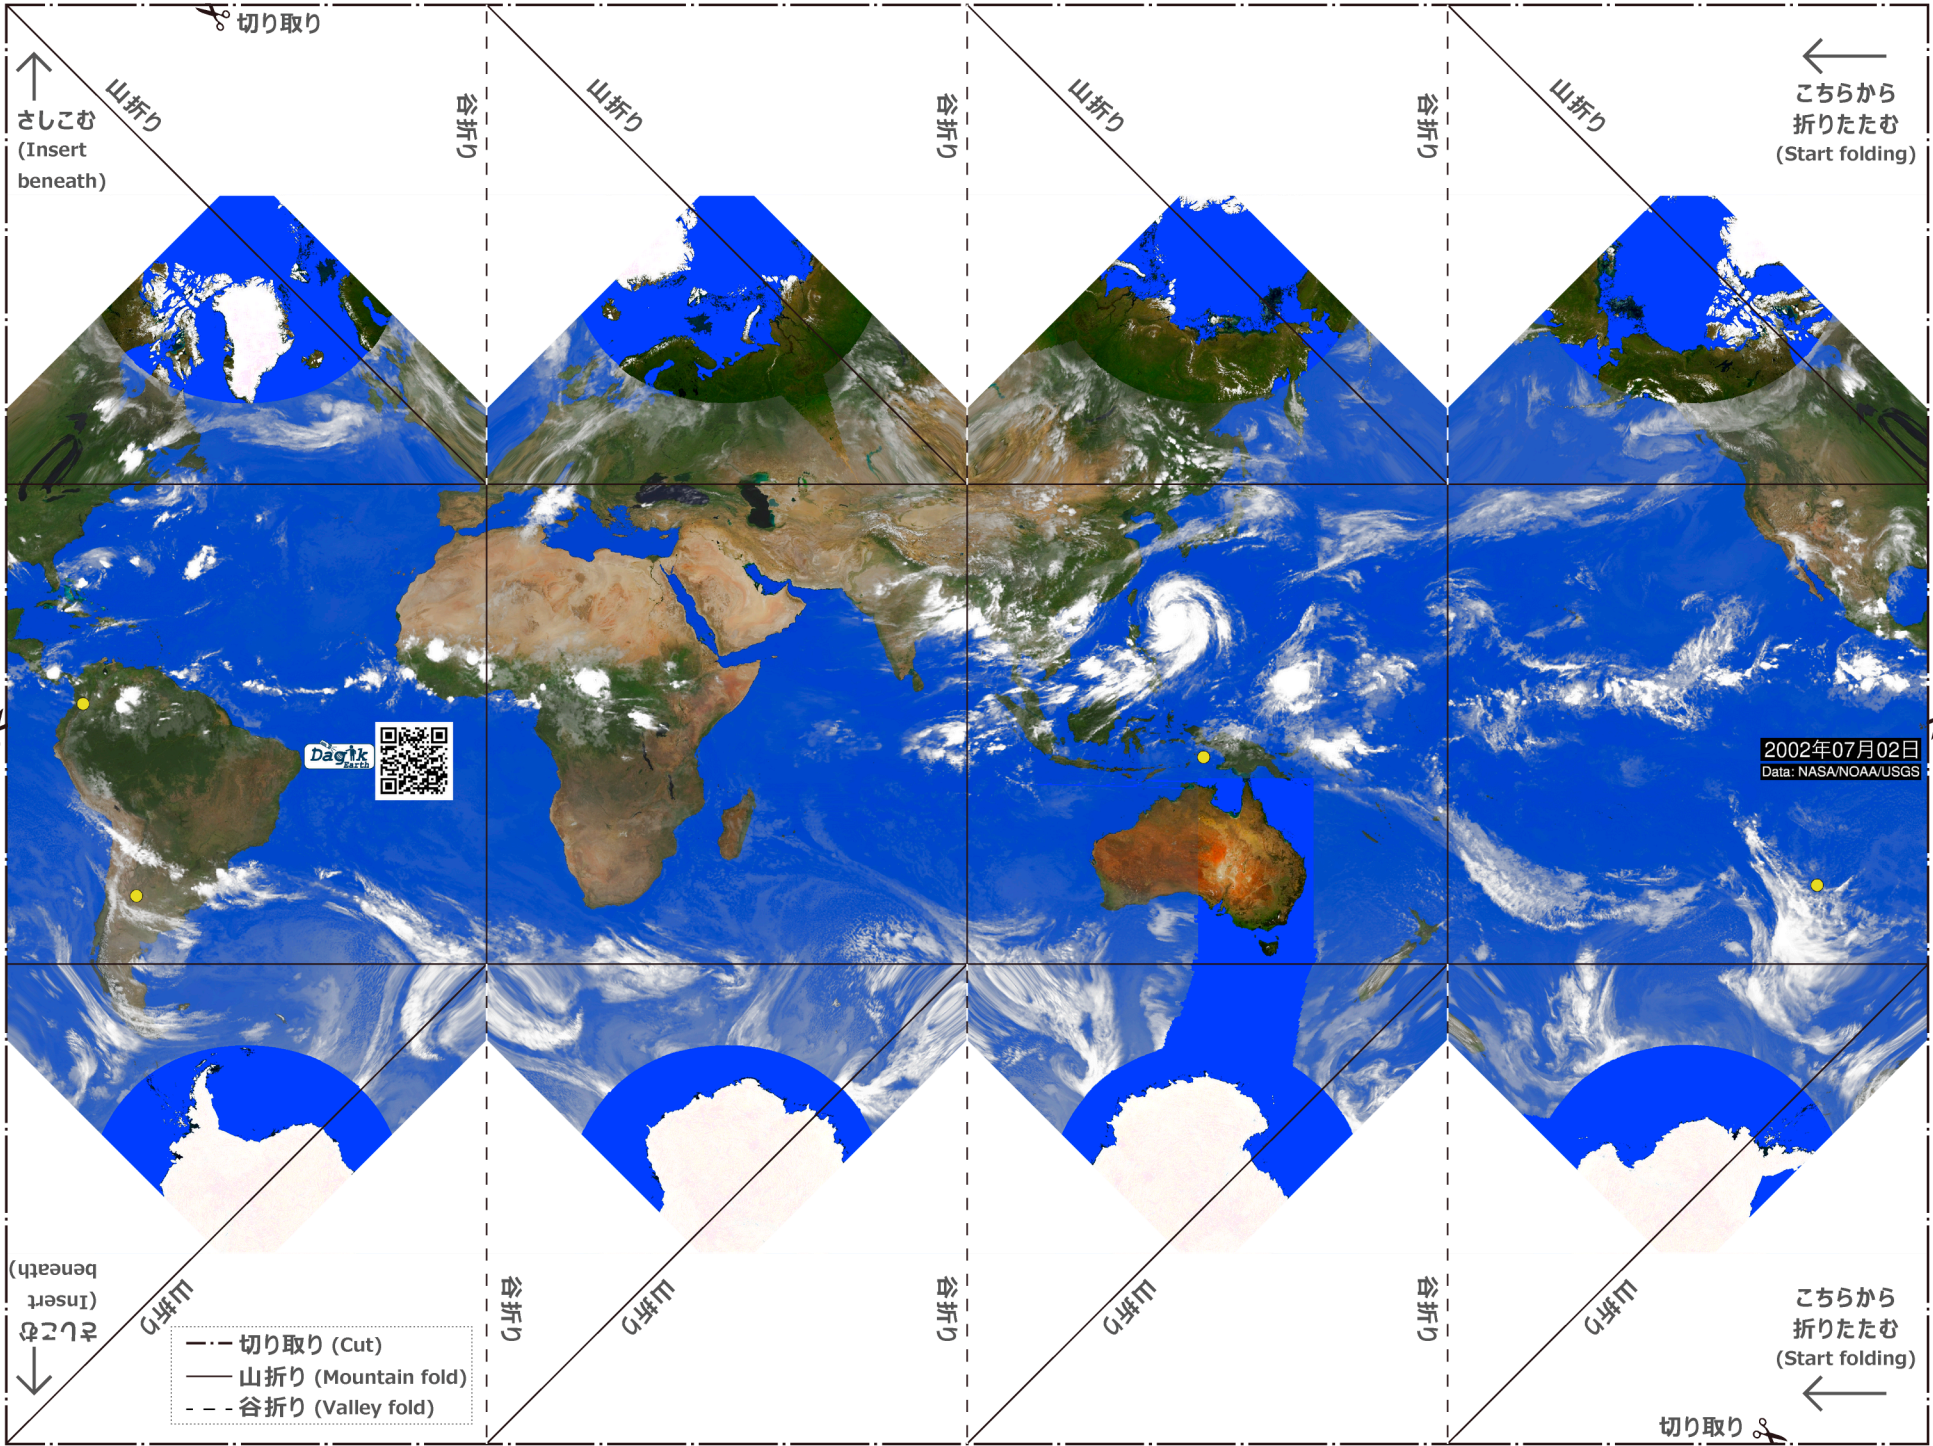 切り取り
山折り
谷折り
山折り
谷折り
山折り
谷折り
山折り
さしこむ
(Insert
beneath)
こちらから
折りたたむ
(Start folding)
Dagik
Earth
2002年07月02日
Data: NASA/NOAA/USGS
さしこむ
(Insert
beneath)
山折り
谷折り
山折り
谷折り
山折り
谷折り
山折り
切り取り (Cut)
山折り (Mountain fold)
谷折り (Valley fold)
こちらから
折りたたむ
(Start folding)
切り取り